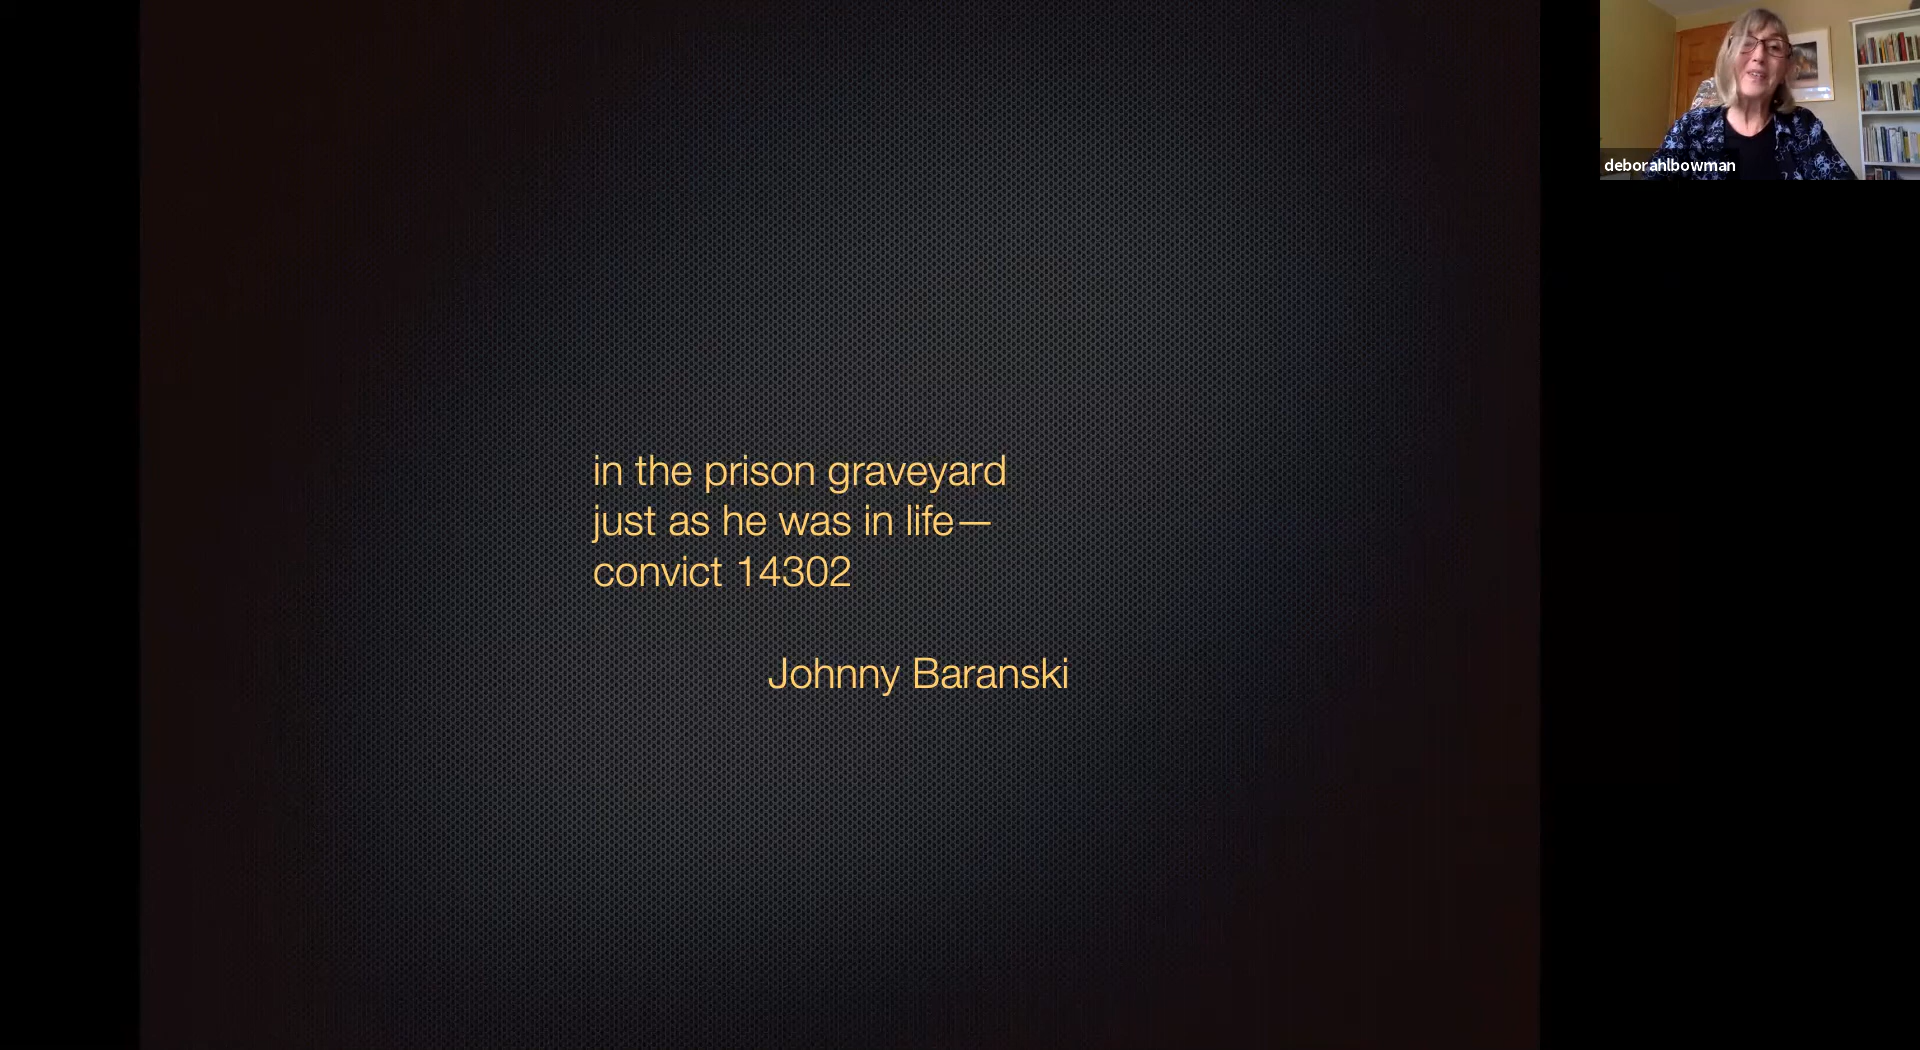 in the prison graveyard
just as he was in life—
convict 14302
Johnny Baranski
deborahlbowman